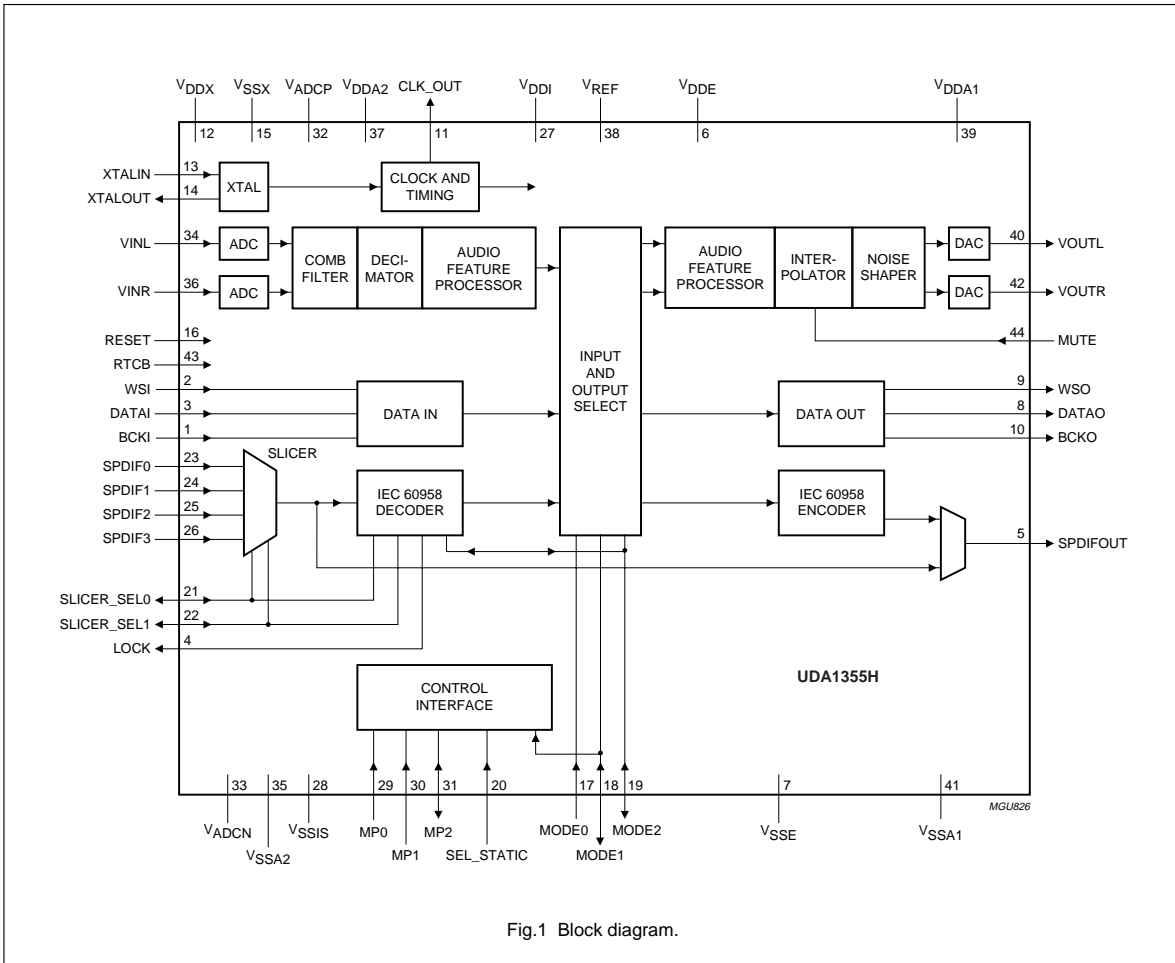 VDDX VSSX VADCP VDDA2 CLK_OUT VDDI VREF VDDE VDDA1
12 15 32 37 11 27 38 6 39
XTALIN 13
XTALOUT 14
XTAL
CLOCK AND
TIMING
VINL 34 ADC
VINR 36 ADC
COMB
FILTER
DECI-
MATOR
AUDIO
FEATURE
PROCESSOR
INPUT
AND
OUTPUT
SELECT
AUDIO
FEATURE
PROCESSOR
INTER-
POLATOR
NOISE
SHAPER
DAC 40 VOUTL
DAC 42 VOUTR
44 MUTE
RESET 16
RTCB 43
WSI 2
DATAI 3
BCKI 1
DATA IN
DATA OUT
9 WSO
8 DATAO
10 BCKO
SLICER
SPDIF0 23
SPDIF1 24
SPDIF2 25
SPDIF3 26
IEC 60958
DECODER
IEC 60958
ENCODER
5 SPDIFOUT
SLICER_SEL0 21
SLICER_SEL1 22
LOCK 4
CONTROL
INTERFACE
UDA1355H
33 35 28 29 30 31 20 17 18 19 7 41
MGU826
VADCN VSSA2 VSSIS MP0 MP1 MP2 SEL_STATIC MODE0 MODE1 MODE2 VSSE VSSA1
Fig.1 Block diagram.